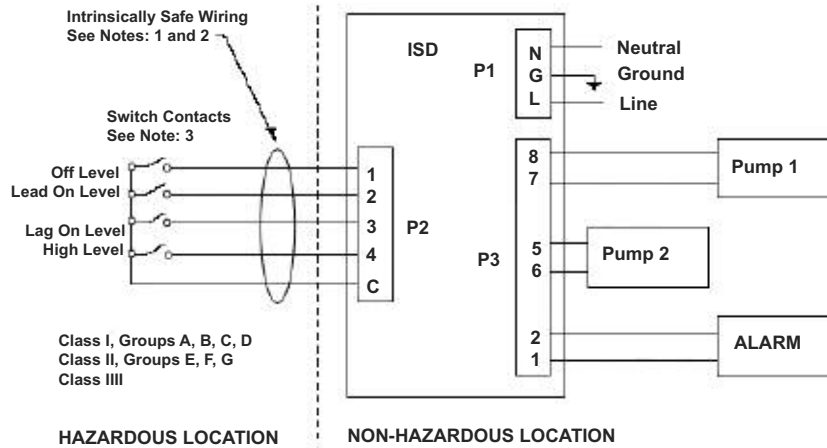 Intrinsically Safe Wiring
See Notes: 1 and 2
Switch Contacts
See Note: 3
Off Level
Lead On Level
Lag On Level
High Level
Class I, Groups A, B, C, D
Class II, Groups E, F, G
Class IIII
HAZARDOUS LOCATION
ISD
P1
N
G
L
Neutral
Ground
Line
1
2
3
4
C
P2
P3
8
7
5
6
2
1
Pump 1
Pump 2
ALARM
NON-HAZARDOUS LOCATION